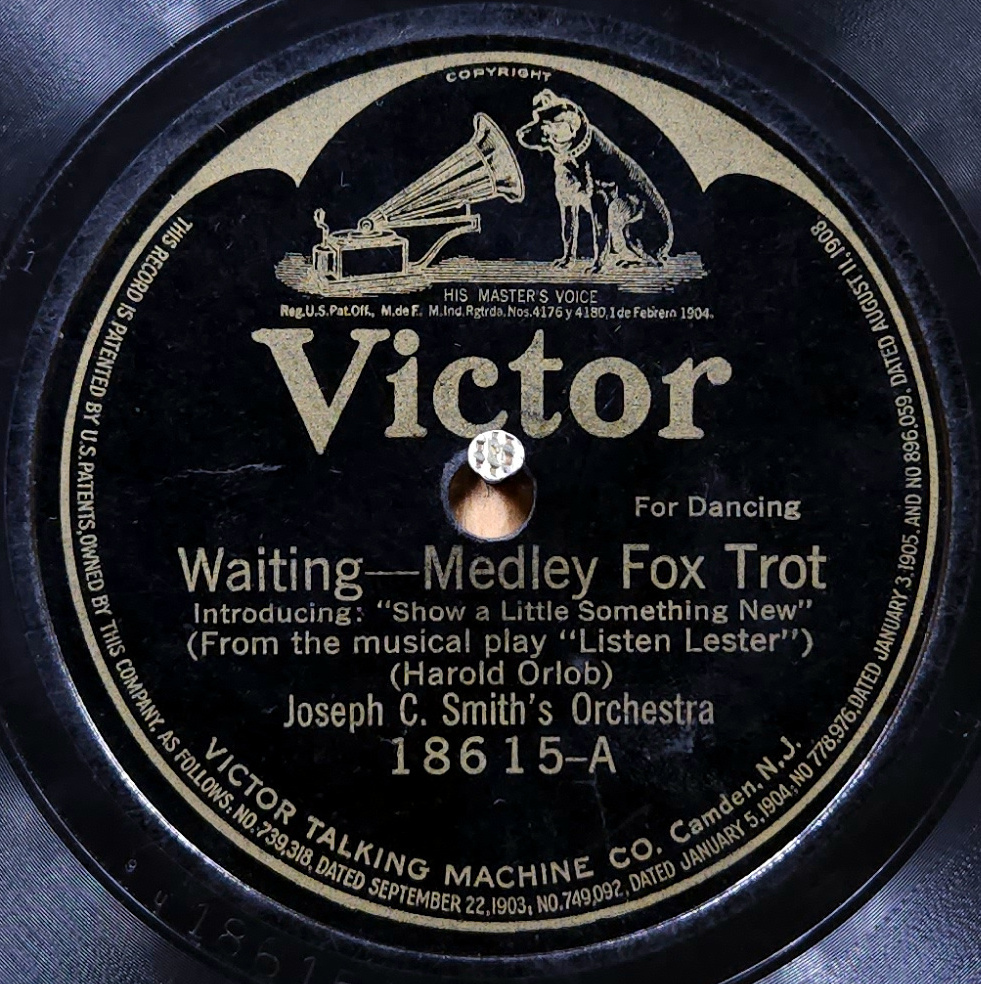 COPYRIGHT
HIS MASTER'S VOICE
Reg.U.S.Pat.Off., M.de F. M.Ind.Rgtrda.Nos.4176 y 4180,1 de Febrero 1904.
Victor
For Dancing
Waiting—Medley Fox Trot
Introducing: "Show a Little Something New"
(From the musical play "Listen Lester")
(Harold Orlob)
Joseph C. Smith's Orchestra
18615-A
VICTOR TALKING MACHINE CO. Camden, N.J.
THIS RECORD IS PATENTED BY U.S. PATENTS, OWNED BY THIS COMPANY, AS FOLLOWS: NO. 739,318, DATED SEPTEMBER 22,1903; NO.749,092, DATED JANUARY 5,1904; NO 778,976, DATED JANUARY 3,1905, AND NO 896,059, DATED AUGUST 11,1908.
18615